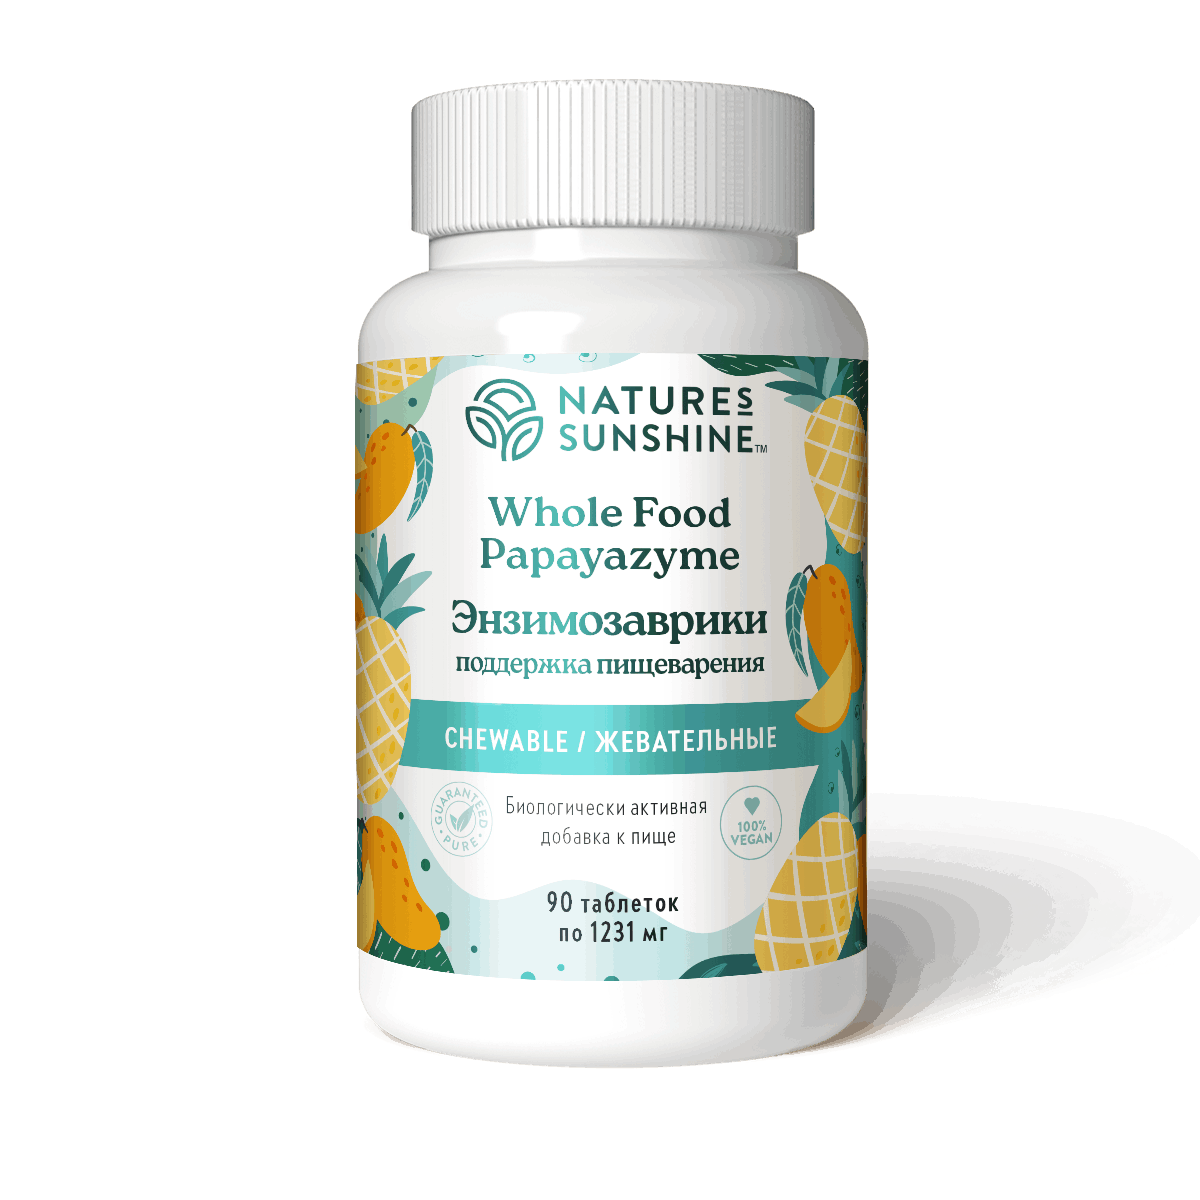 NATURES
SUNSHINE™
Whole Food
Papayazyme
Энзимозаврики
поддержка пищеварения
CHEWABLE / ЖЕВАТЕЛЬНЫЕ
GUARANTEED
PURE
Биологически активная
добавка к пище
100%
VEGAN
90 таблеток
по 1231 мг